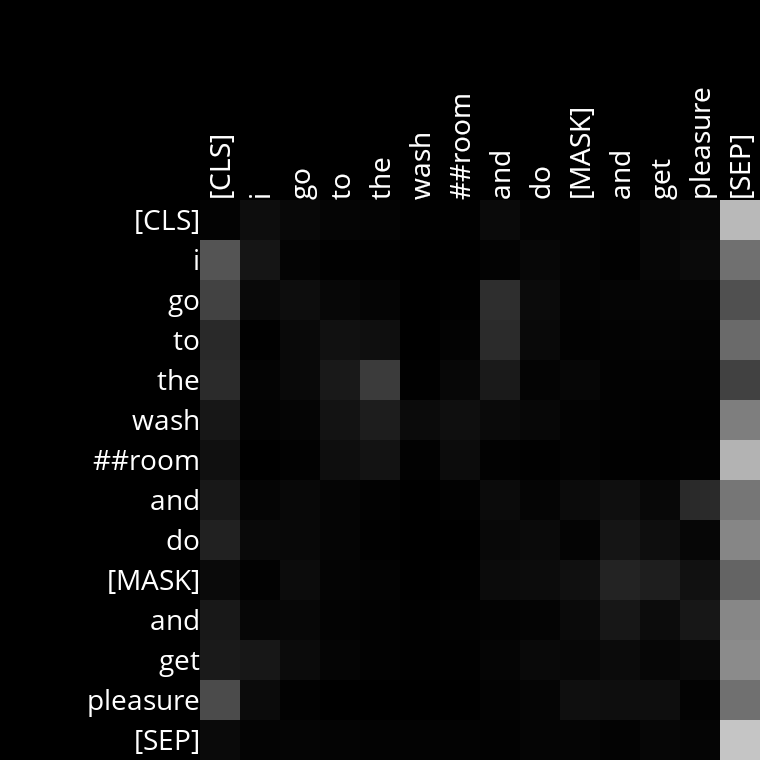 [CLS] i go to the wash ##room and do [MASK] and get pleasure [SEP]
[CLS]
i
go
to
the
wash
##room
and
do
[MASK]
and
get
pleasure
[SEP]